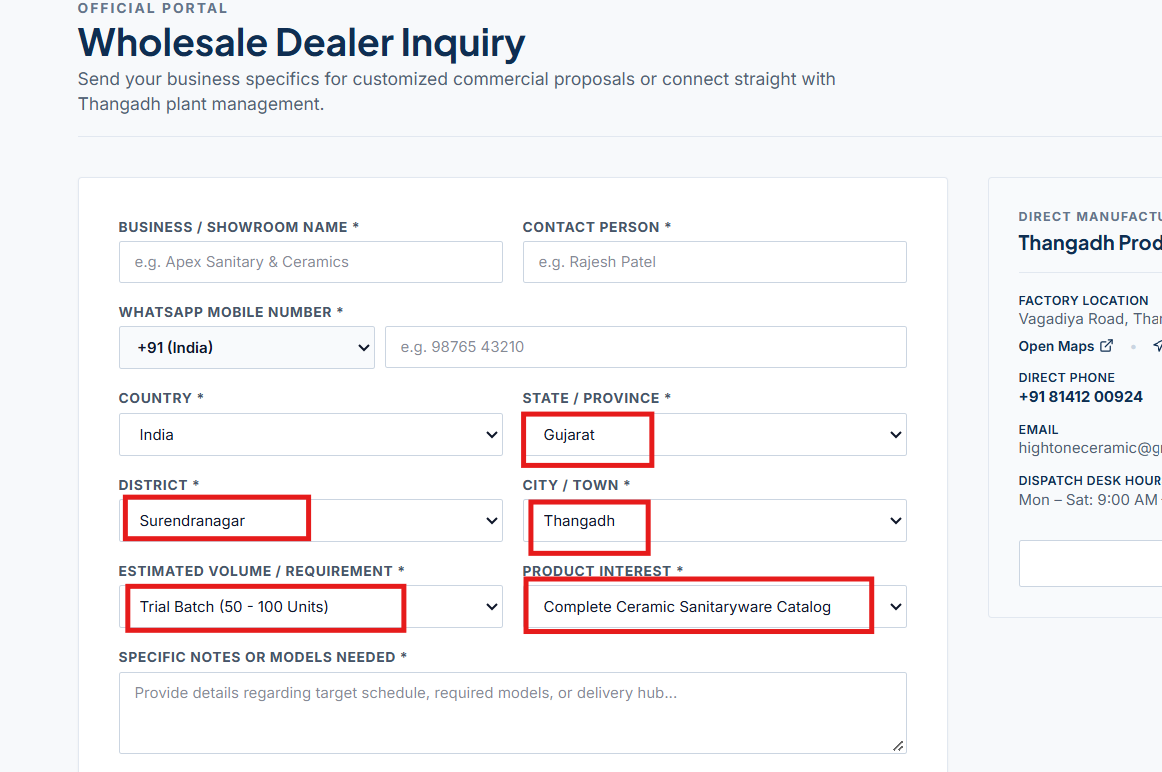 OFFICIAL PORTAL
Wholesale Dealer Inquiry
Send your business specifics for customized commercial proposals or connect straight with
Thangadh plant management.
BUSINESS / SHOWROOM NAME *
e.g. Apex Sanitary & Ceramics
CONTACT PERSON *
e.g. Rajesh Patel
WHATSAPP MOBILE NUMBER *
+91 (India)
e.g. 98765 43210
COUNTRY *
India
STATE / PROVINCE *
Gujarat
DISTRICT *
Surendranagar
CITY / TOWN *
Thangadh
ESTIMATED VOLUME / REQUIREMENT *
Trial Batch (50 - 100 Units)
PRODUCT INTEREST *
Complete Ceramic Sanitaryware Catalog
SPECIFIC NOTES OR MODELS NEEDED *
Provide details regarding target schedule, required models, or delivery hub...
DIRECT
Thangadh
FACTORY LOCATION
Vagadiya Road,
Open Maps
DIRECT PHONE
+91 81412 00924
EMAIL
hightoneceramic@
DISPATCH DESK HOUR
Mon – Sat: 9:00 AM